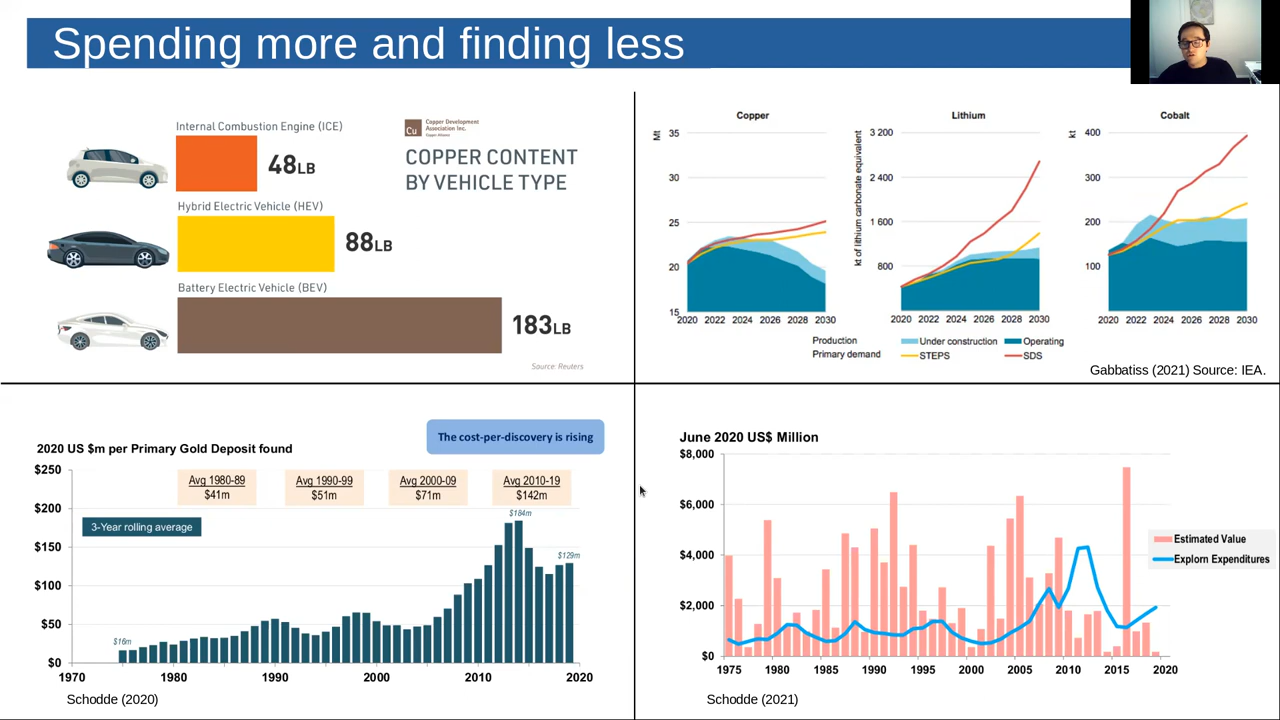 Spending more and finding less
Internal Combustion Engine (ICE)
48LB
Hybrid Electric Vehicle (HEV)
88LB
Battery Electric Vehicle (BEV)
183LB
Cu
Copper Development
Association Inc.
Copper Alliance
COPPER CONTENT
BY VEHICLE TYPE
Source: Reuters
Copper
Mt
35
30
25
20
15
2020 2022 2024 2026 2028 2030
Lithium
kt of lithium carbonate equivalent
3 200
2 400
1 600
800
2020 2022 2024 2026 2028 2030
Cobalt
kt
400
300
200
100
2020 2022 2024 2026 2028 2030
Production Under construction Operating
Primary demand STEPS SDS
Gabbatiss (2021) Source: IEA.
The cost-per-discovery is rising
2020 US $m per Primary Gold Deposit found
$250
$200
$150
$100
$50
$0
Avg 1980-89
$41m
Avg 1990-99
$51m
Avg 2000-09
$71m
Avg 2010-19
$142m
3-Year rolling average
$16m
$184m
$129m
1970 1980 1990 2000 2010 2020
Schodde (2020)
June 2020 US$ Million
$8,000
$6,000
$4,000
$2,000
$0
1975 1980 1985 1990 1995 2000 2005 2010 2015 2020
Estimated Value
Explorn Expenditures
Schodde (2021)